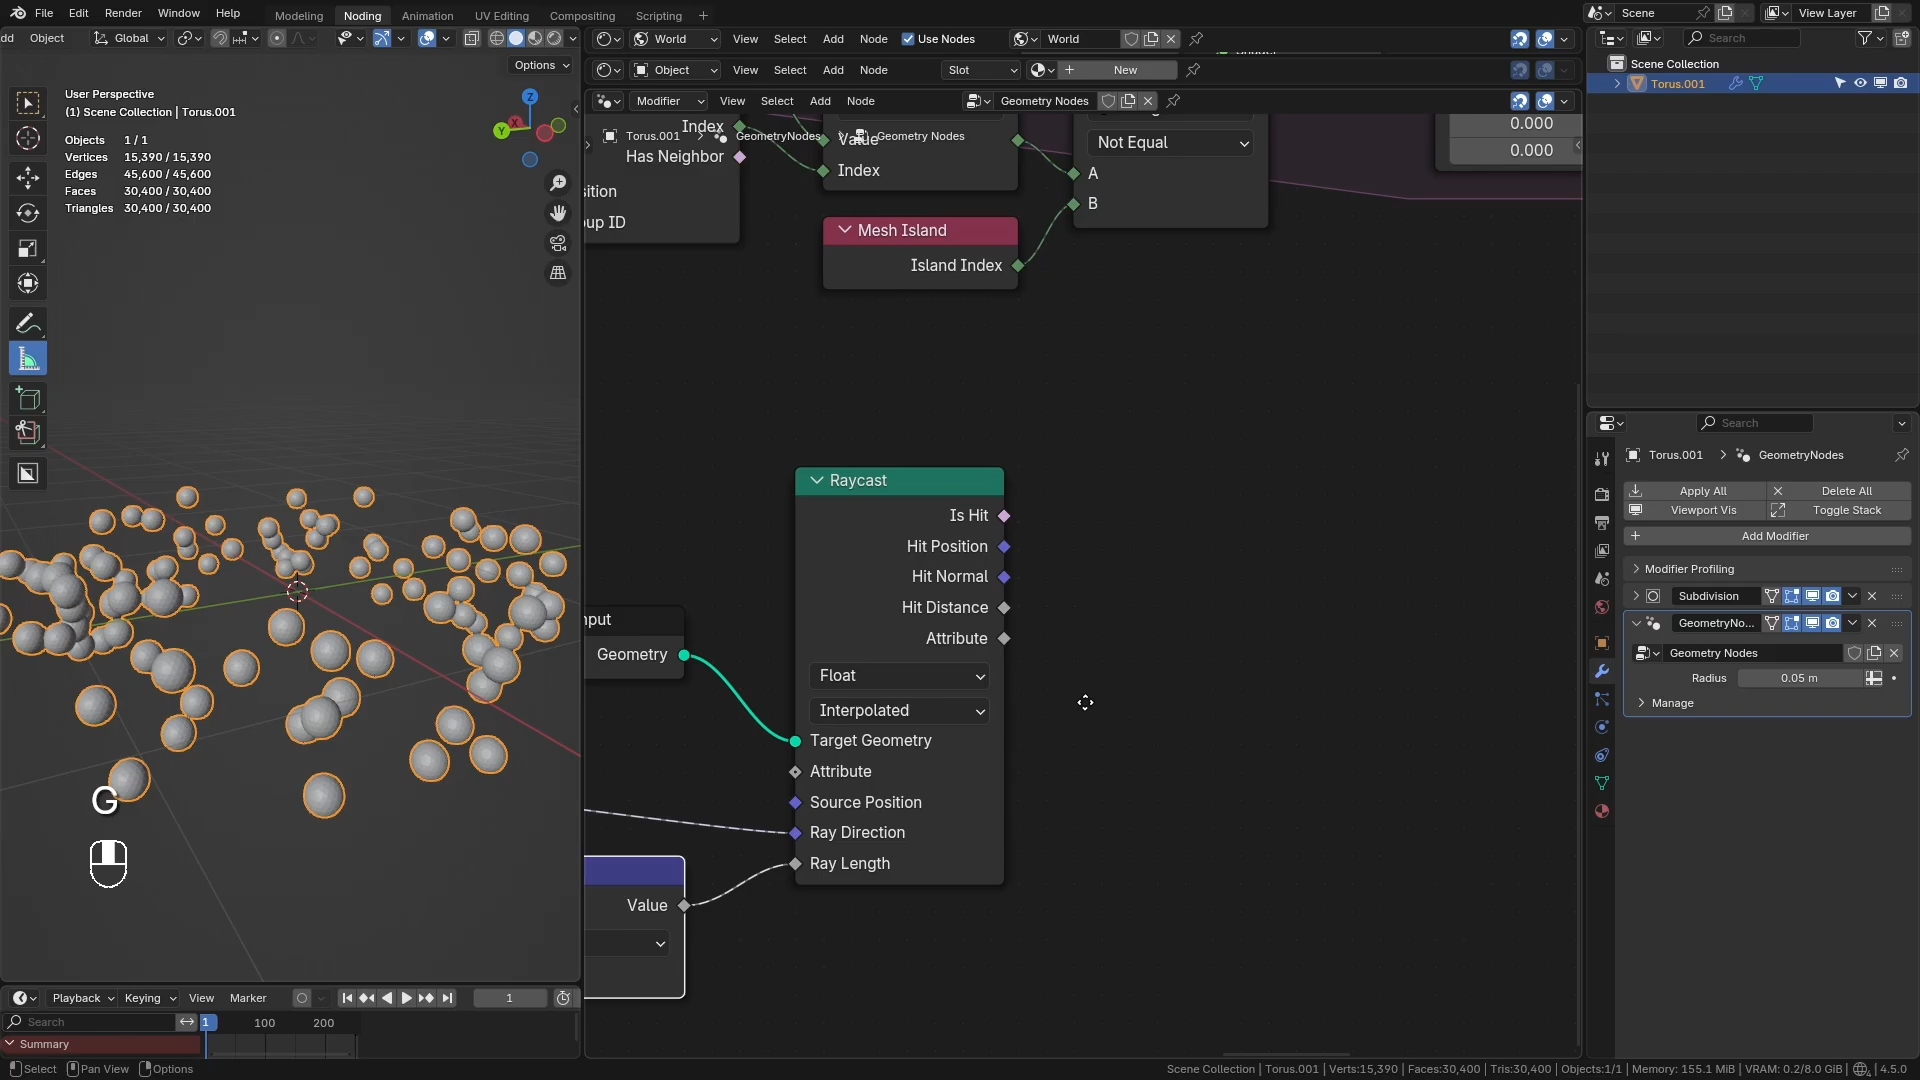 File Edit Render Window Help Modeling Noding Animation UV Editing Compositing Scripting
Scene View Layer
dd Object Global
World View Select Add Node Use Nodes World
Search
Options
Object View Select Add Node Slot New
Scene Collection
Torus.001
User Perspective
(1) Scene Collection | Torus.001
Modifier View Select Add Node Geometry Nodes
Objects 1 / 1
Vertices 15,390 / 15,390
Edges 45,600 / 45,600
Faces 30,400 / 30,400
Triangles 30,400 / 30,400
Z
Y
X
Index
Torus.001 GeometryNodes Geometry Nodes
Has Neighbor
sition
oup ID
Value
Index
Not Equal
A
B
0.000
0.000
Mesh Island
Island Index
Raycast
Is Hit
Hit Position
Hit Normal
Hit Distance
Attribute
Float
Interpolated
Target Geometry
Attribute
Source Position
Ray Direction
Ray Length
nput
Geometry
Value
G
Search
Torus.001 GeometryNodes
Apply All Delete All
Viewport Vis Toggle Stack
Add Modifier
Modifier Profiling
Subdivision
GeometryNo...
Geometry Nodes
Radius 0.05 m
Manage
Playback Keying View Marker 1
Search 1 100 200
Summary
Select Pan View Options
Scene Collection | Torus.001 | Verts:15,390 | Faces:30,400 | Tris:30,400 | Objects:1/1 | Memory: 155.1 MiB | VRAM: 0.2/8.0 GiB | 4.5.0